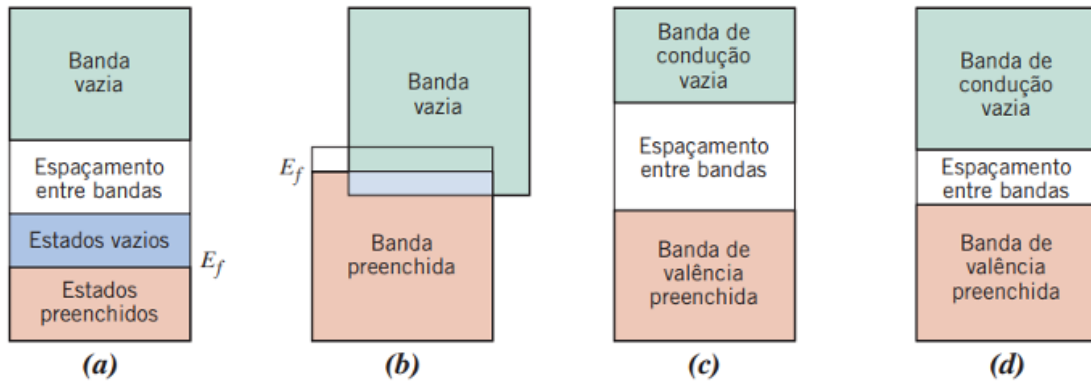 Banda
vazia
Espaçamento
entre bandas
Estados vazios
E_f
Estados
preenchidos
(a)
Banda
vazia
E_f
Banda
preenchida
(b)
Banda de
condução
vazia
Espaçamento
entre bandas
Banda de
valência
preenchida
(c)
Banda de
condução
vazia
Espaçamento
entre bandas
Banda de
valência
preenchida
(d)